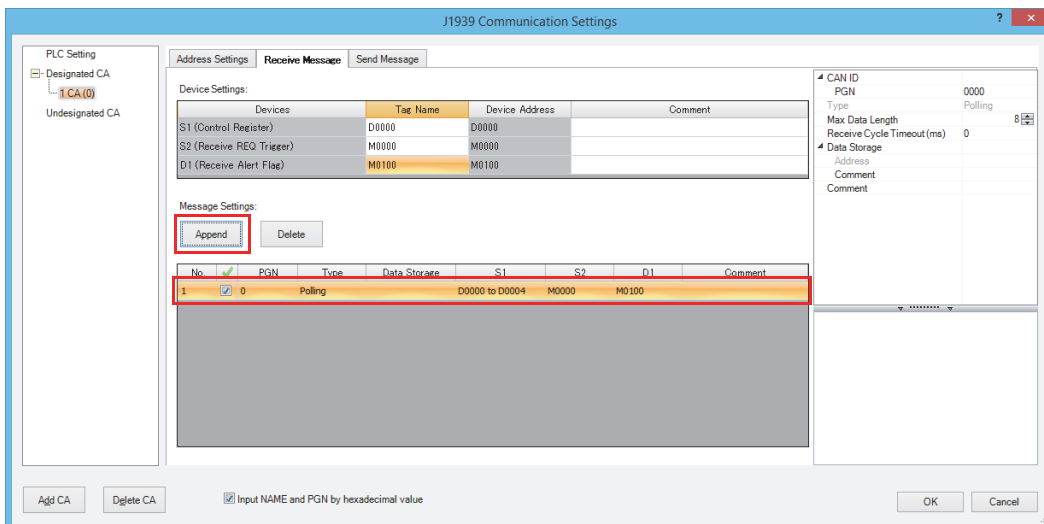 J1939 Communication Settings
? ×
PLC Setting
Designated CA
1 CA (0)
Undesignated CA
Address Settings Receive Message Send Message
Device Settings:
Devices Tag Name Device Address Comment
S1 (Control Register) D0000 D0000
S2 (Receive REQ Trigger) M0000 M0000
D1 (Receive Alert Flag) M0100 M0100
Message Settings:
Append Delete
No. PGN Type Data Storage S1 S2 D1 Comment
1 0 Polling D0000 to D0004 M0000 M0100
CAN ID
PGN 0000
Type Polling
Max Data Length 8
Receive Cycle Timeout (ms) 0
Data Storage
Address
Comment
Comment
Add CA Delete CA Input NAME and PGN by hexadecimal value OK Cancel